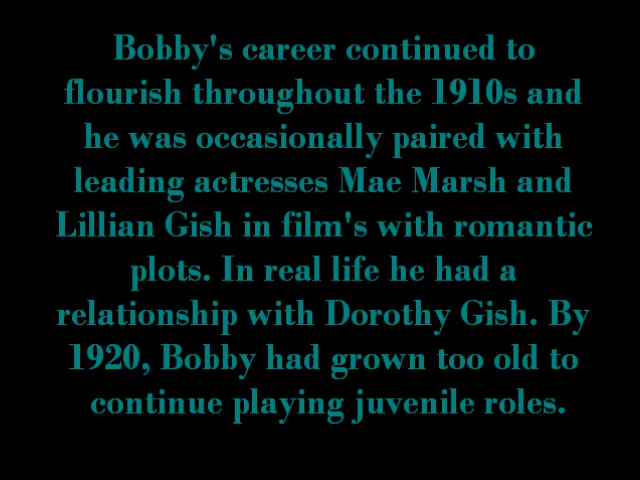 Bobby's career continued to
flourish throughout the 1910s and
he was occasionally paired with
leading actresses Mae Marsh and
Lillian Gish in film's with romantic
plots. In real life he had a
relationship with Dorothy Gish. By
1920, Bobby had grown too old to
continue playing juvenile roles.